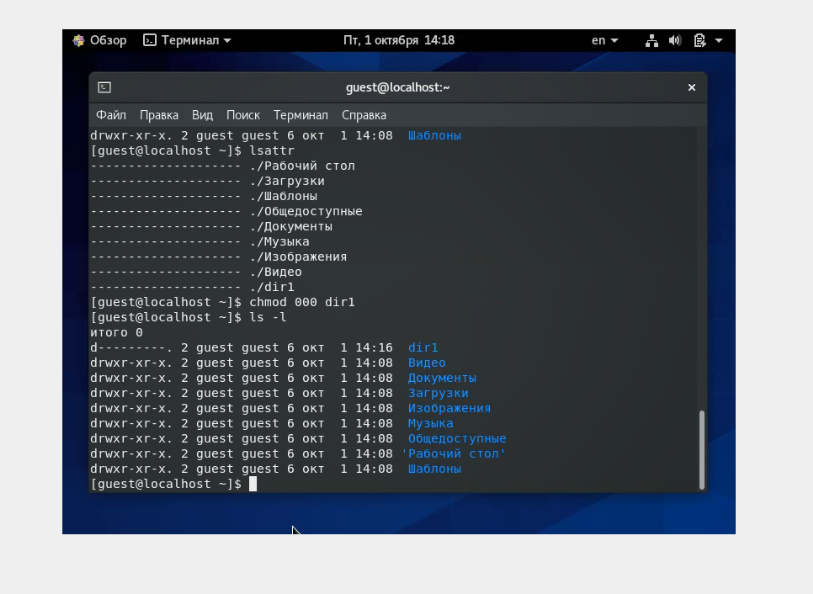 Обзор Терминал Пт, 1 октября 14:18 en
guest@localhost:~ ×
Файл Правка Вид Поиск Терминал Справка
drwxr-xr-x. 2 guest guest 6 окт  1 14:08  Шаблоны
[guest@localhost ~]$ lsattr
-------------------- ./Рабочий стол
-------------------- ./Загрузки
-------------------- ./Шаблоны
-------------------- ./Общедоступные
-------------------- ./Документы
-------------------- ./Музыка
-------------------- ./Изображения
-------------------- ./Видео
-------------------- ./dir1
[guest@localhost ~]$ chmod 000 dir1
[guest@localhost ~]$ ls -l
итого 0
d---------. 2 guest guest 6 окт  1 14:16  dir1
drwxr-xr-x. 2 guest guest 6 окт  1 14:08  Видео
drwxr-xr-x. 2 guest guest 6 окт  1 14:08  Документы
drwxr-xr-x. 2 guest guest 6 окт  1 14:08  Загрузки
drwxr-xr-x. 2 guest guest 6 окт  1 14:08  Изображения
drwxr-xr-x. 2 guest guest 6 окт  1 14:08  Музыка
drwxr-xr-x. 2 guest guest 6 окт  1 14:08  Общедоступные
drwxr-xr-x. 2 guest guest 6 окт  1 14:08 'Рабочий стол'
drwxr-xr-x. 2 guest guest 6 окт  1 14:08  Шаблоны
[guest@localhost ~]$